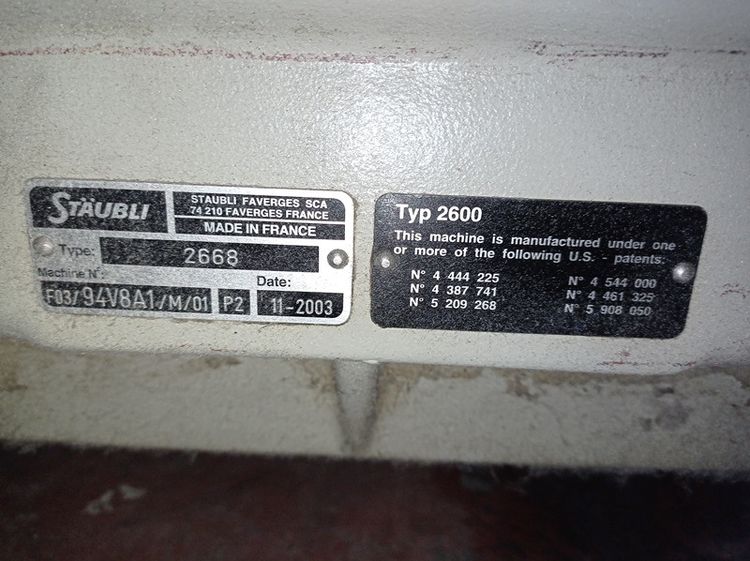 STÄUBLI
STAUBLI FAVERGES SCA
74 210 FAVERGES FRANCE
MADE IN FRANCE
Type: 2668
Machine N°: Date:
F03/94V8A1/M/01 P2 11-2003
Typ 2600
This machine is manufactured under one
or more of the following U.S. - patents:
N° 4 444 225 N° 4 544 000
N° 4 387 741 N° 4 461 325
N° 5 209 268 N° 5 908 050